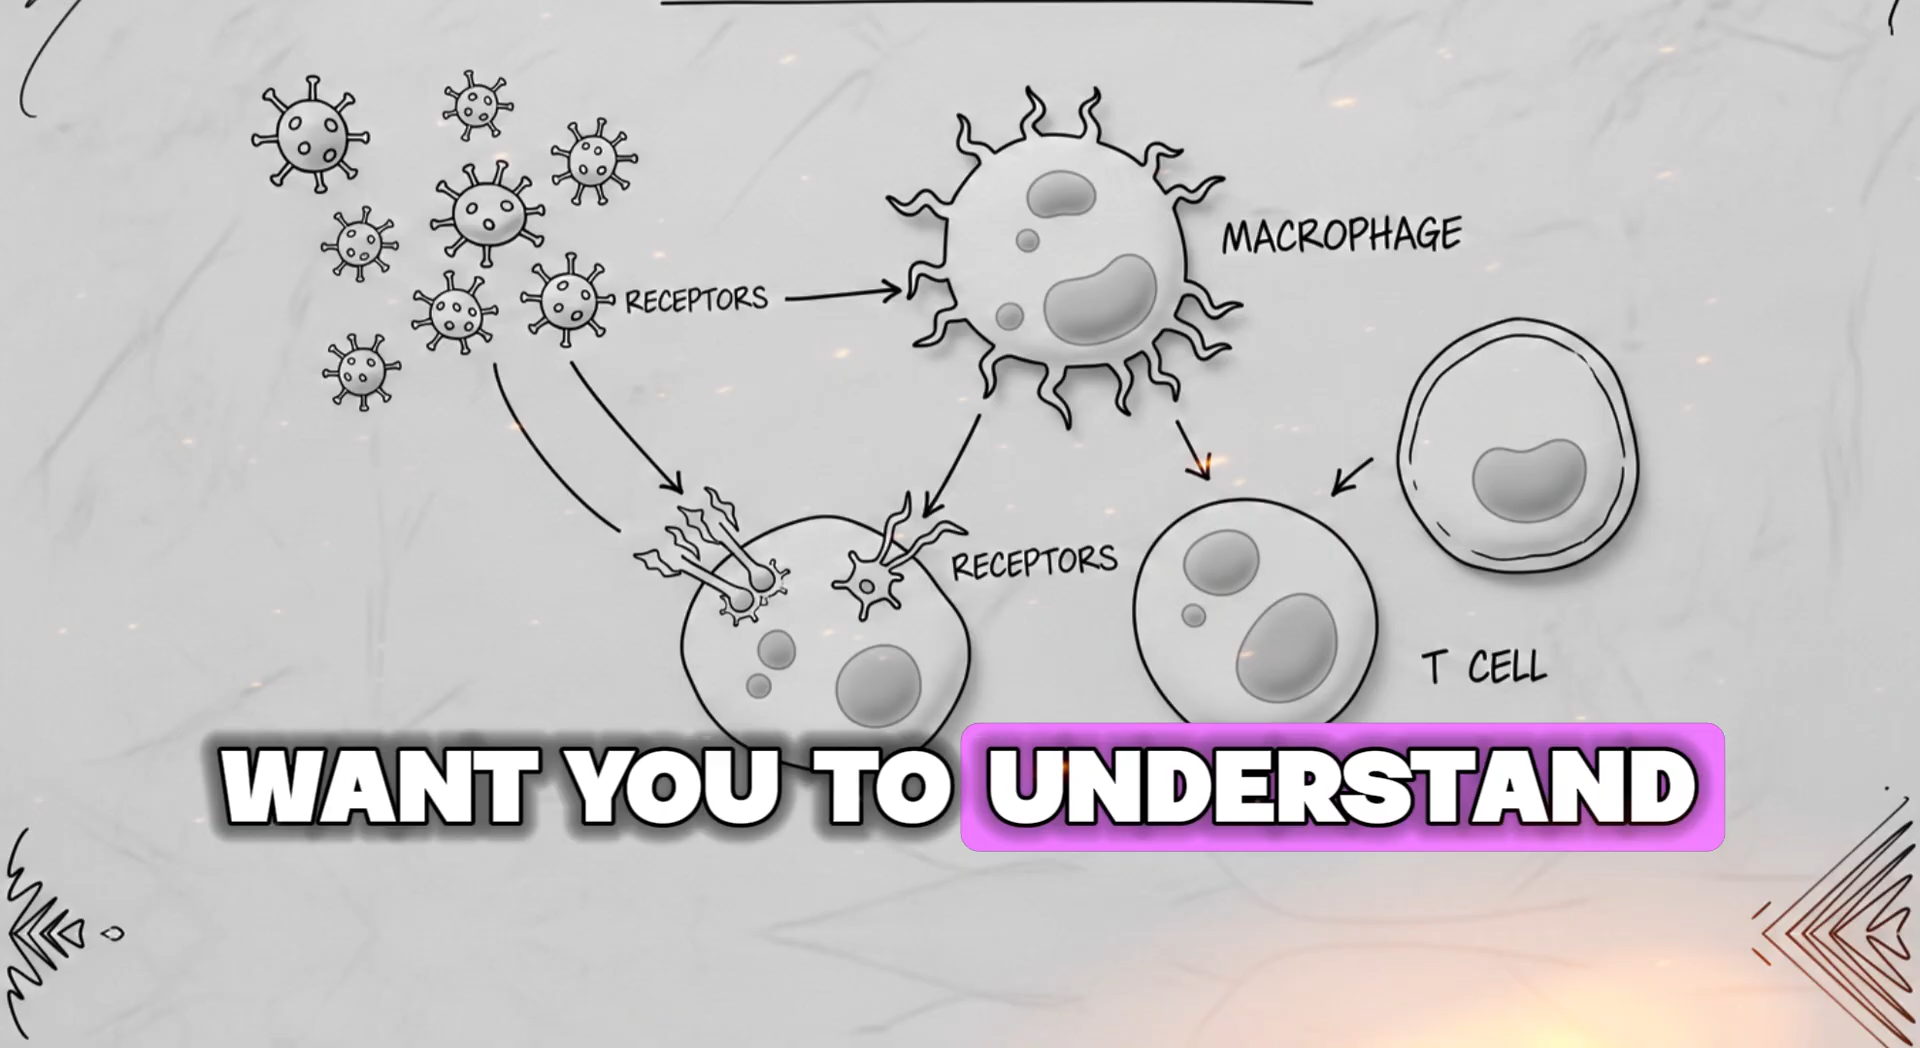 MACROPHAGE
RECEPTORS
RECEPTORS
T CELL
WANT YOU TO UNDERSTAND